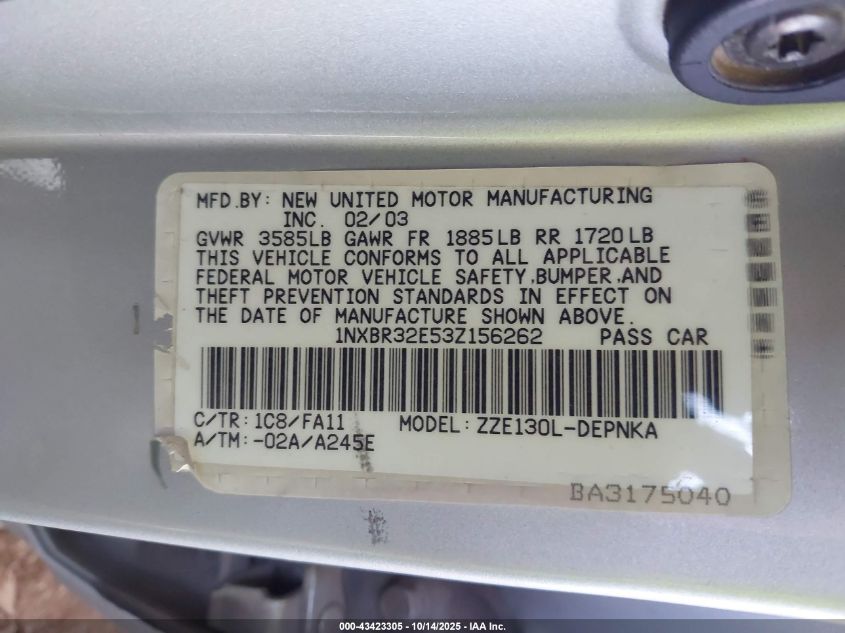 MFD.BY: NEW UNITED MOTOR MANUFACTURING
INC. 02/03
GVWR 3585LB GAWR FR 1885LB RR 1720LB
THIS VEHICLE CONFORMS TO ALL APPLICABLE
FEDERAL MOTOR VEHICLE SAFETY,BUMPER,AND
THEFT PREVENTION STANDARDS IN EFFECT ON
THE DATE OF MANUFACTURE SHOWN ABOVE.
1NXBR32E53Z156262 PASS CAR
C/TR:1C8/FA11 MODEL:ZZE130L-DEPNKA
A/TM:-02A/A245E
BA3175040
000-43423305 - 10/14/2025 - IAA Inc.